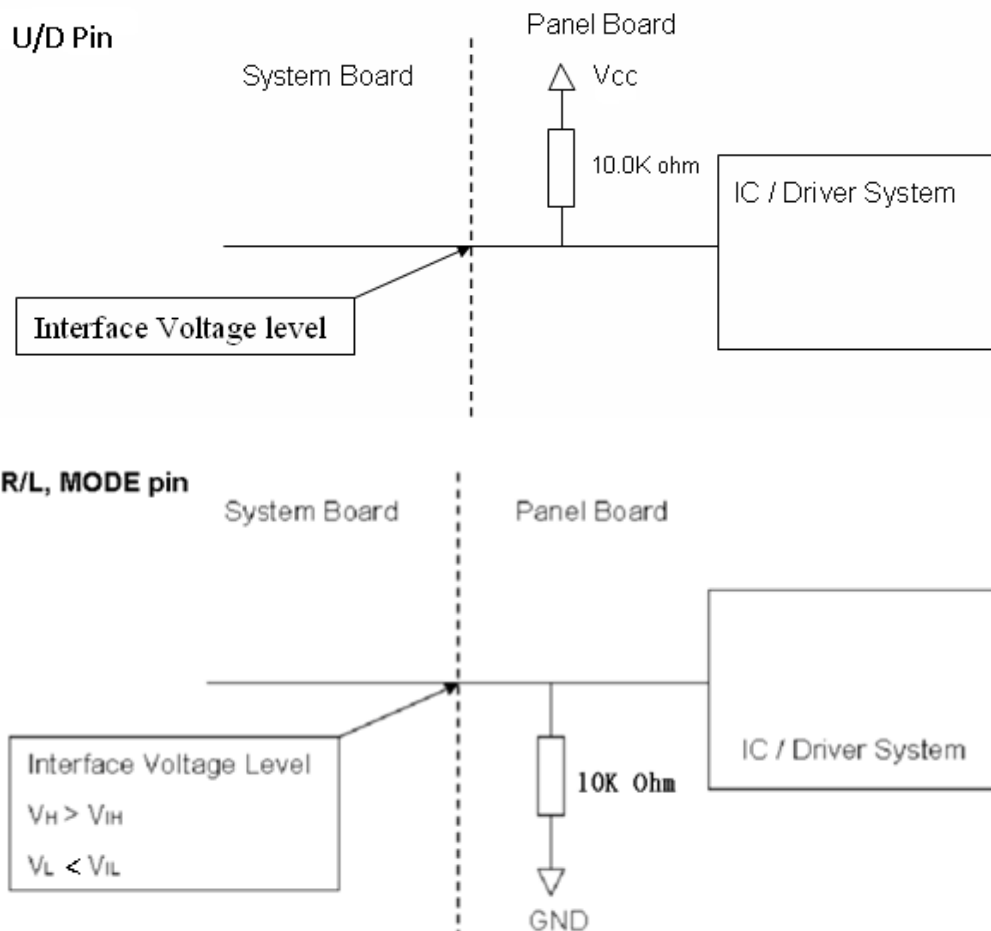 U/D Pin
Panel Board
System Board
Vcc
10.0K ohm
IC / Driver System
Interface Voltage level
R/L, MODE pin
System Board
Panel Board
Interface Voltage Level
VH > VIH
VL < VIL
10K Ohm
IC / Driver System
GND